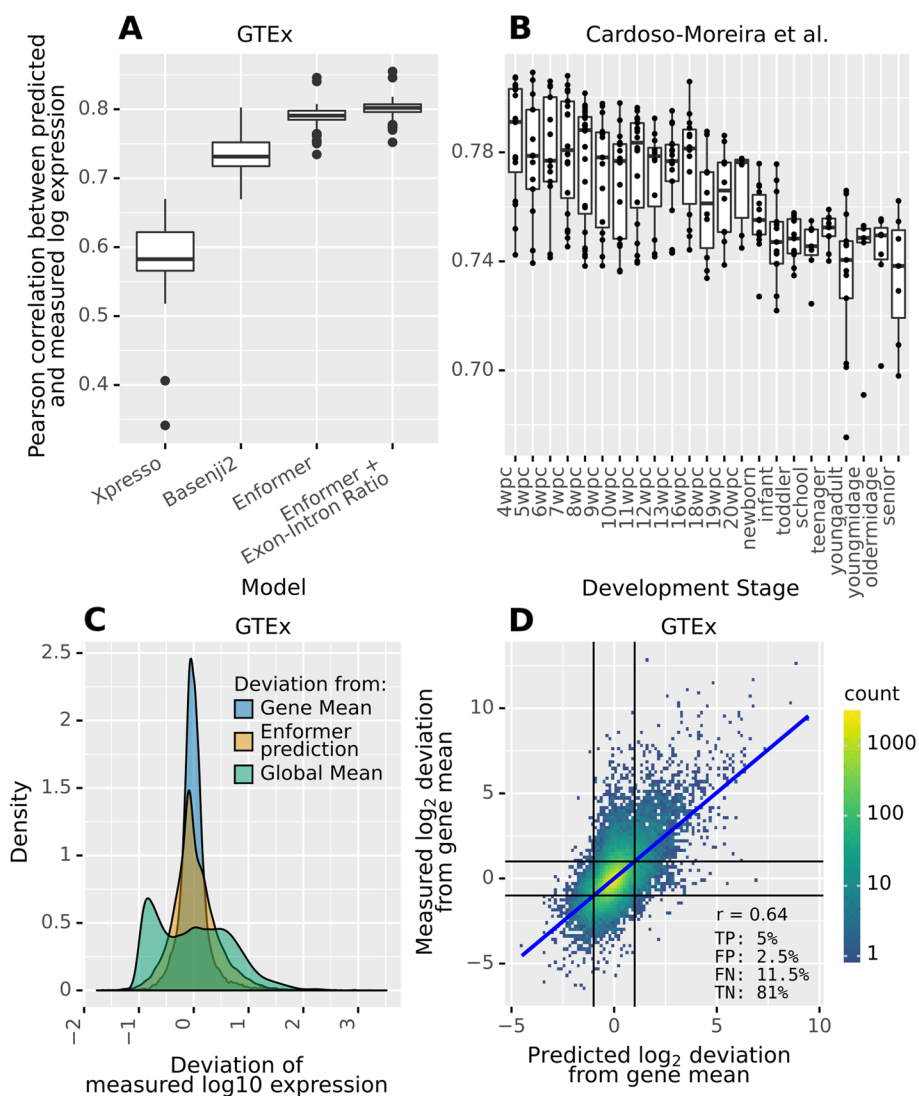 A
GTEx
Pearson correlation between predicted
and measured log expression
0.8
0.7
0.6
0.5
0.4
Xpresso
Basenji2
Enformer
Enformer +
Exon-Intron Ratio
Model
B
Cardoso-Moreira et al.
0.78
0.74
0.70
4wpc
5wpc
6wpc
7wpc
8wpc
9wpc
10wpc
11wpc
12wpc
13wpc
16wpc
18wpc
19wpc
20wpc
newborn
infant
toddler
school
teenager
youngadult
youngmidage
oldermidage
senior
Development Stage
C
GTEx
Density
2.5
2
1.5
1
0.5
0
Deviation from:
Gene Mean
Enformer
prediction
Global Mean
−2
−1
0
1
2
3
Deviation of
measured log10 expression
D
GTEx
Measured log₂ deviation
from gene mean
10
5
0
−5
r = 0.64
TP: 5%
FP: 2.5%
FN: 11.5%
TN: 81%
−5
0
5
10
Predicted log₂ deviation
from gene mean
count
1000
100
10
1